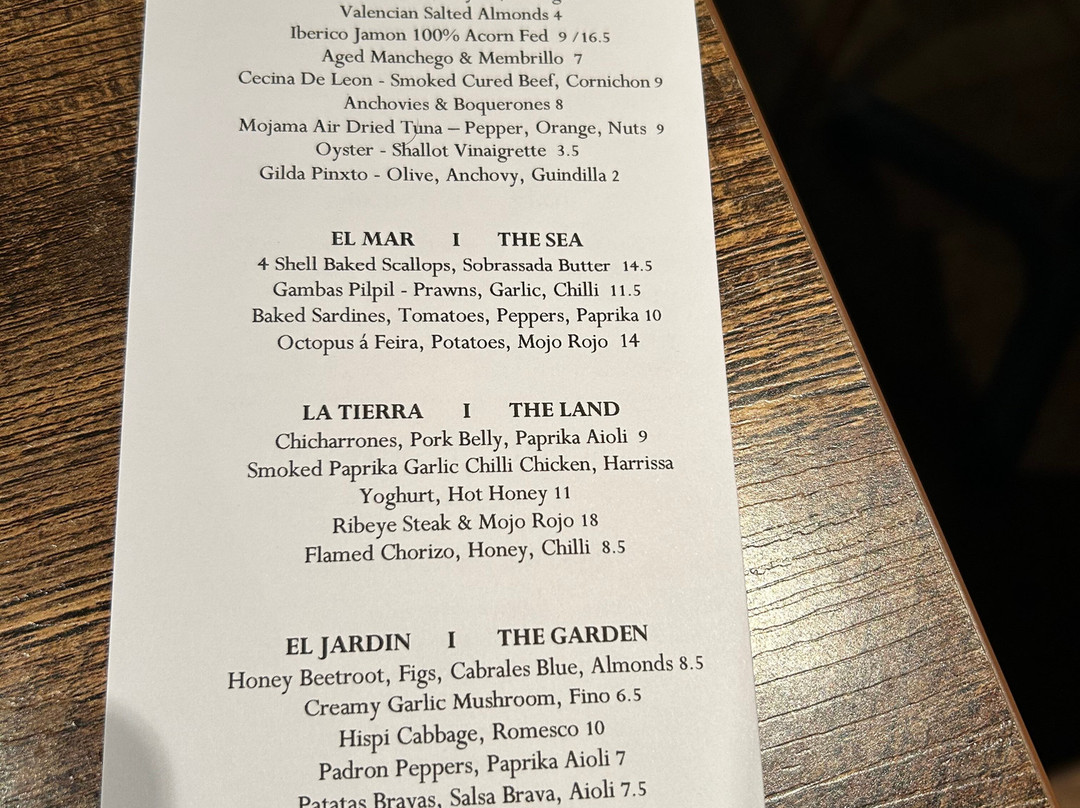 Valencian Salted Almonds 4
Iberico Jamon 100% Acorn Fed 9 /16.5
Aged Manchego & Membrillo 7
Cecina De Leon - Smoked Cured Beef, Cornichon 9
Anchovies & Boquerones 8
Mojama Air Dried Tuna – Pepper, Orange, Nuts 9
Oyster - Shallot Vinaigrette 3.5
Gilda Pinxto - Olive, Anchovy, Guindilla 2
EL MAR I THE SEA
4 Shell Baked Scallops, Sobrassada Butter 14.5
Gambas Pilpil - Prawns, Garlic, Chilli 11.5
Baked Sardines, Tomatoes, Peppers, Paprika 10
Octopus á Feira, Potatoes, Mojo Rojo 14
LA TIERRA I THE LAND
Chicharrones, Pork Belly, Paprika Aioli 9
Smoked Paprika Garlic Chilli Chicken, Harrissa
Yoghurt, Hot Honey 11
Ribeye Steak & Mojo Rojo 18
Flamed Chorizo, Honey, Chilli 8.5
EL JARDIN I THE GARDEN
Honey Beetroot, Figs, Cabrales Blue, Almonds 8.5
Creamy Garlic Mushroom, Fino 6.5
Hispi Cabbage, Romesco 10
Padron Peppers, Paprika Aioli 7
Patatas Bravas, Salsa Brava, Aioli 7.5